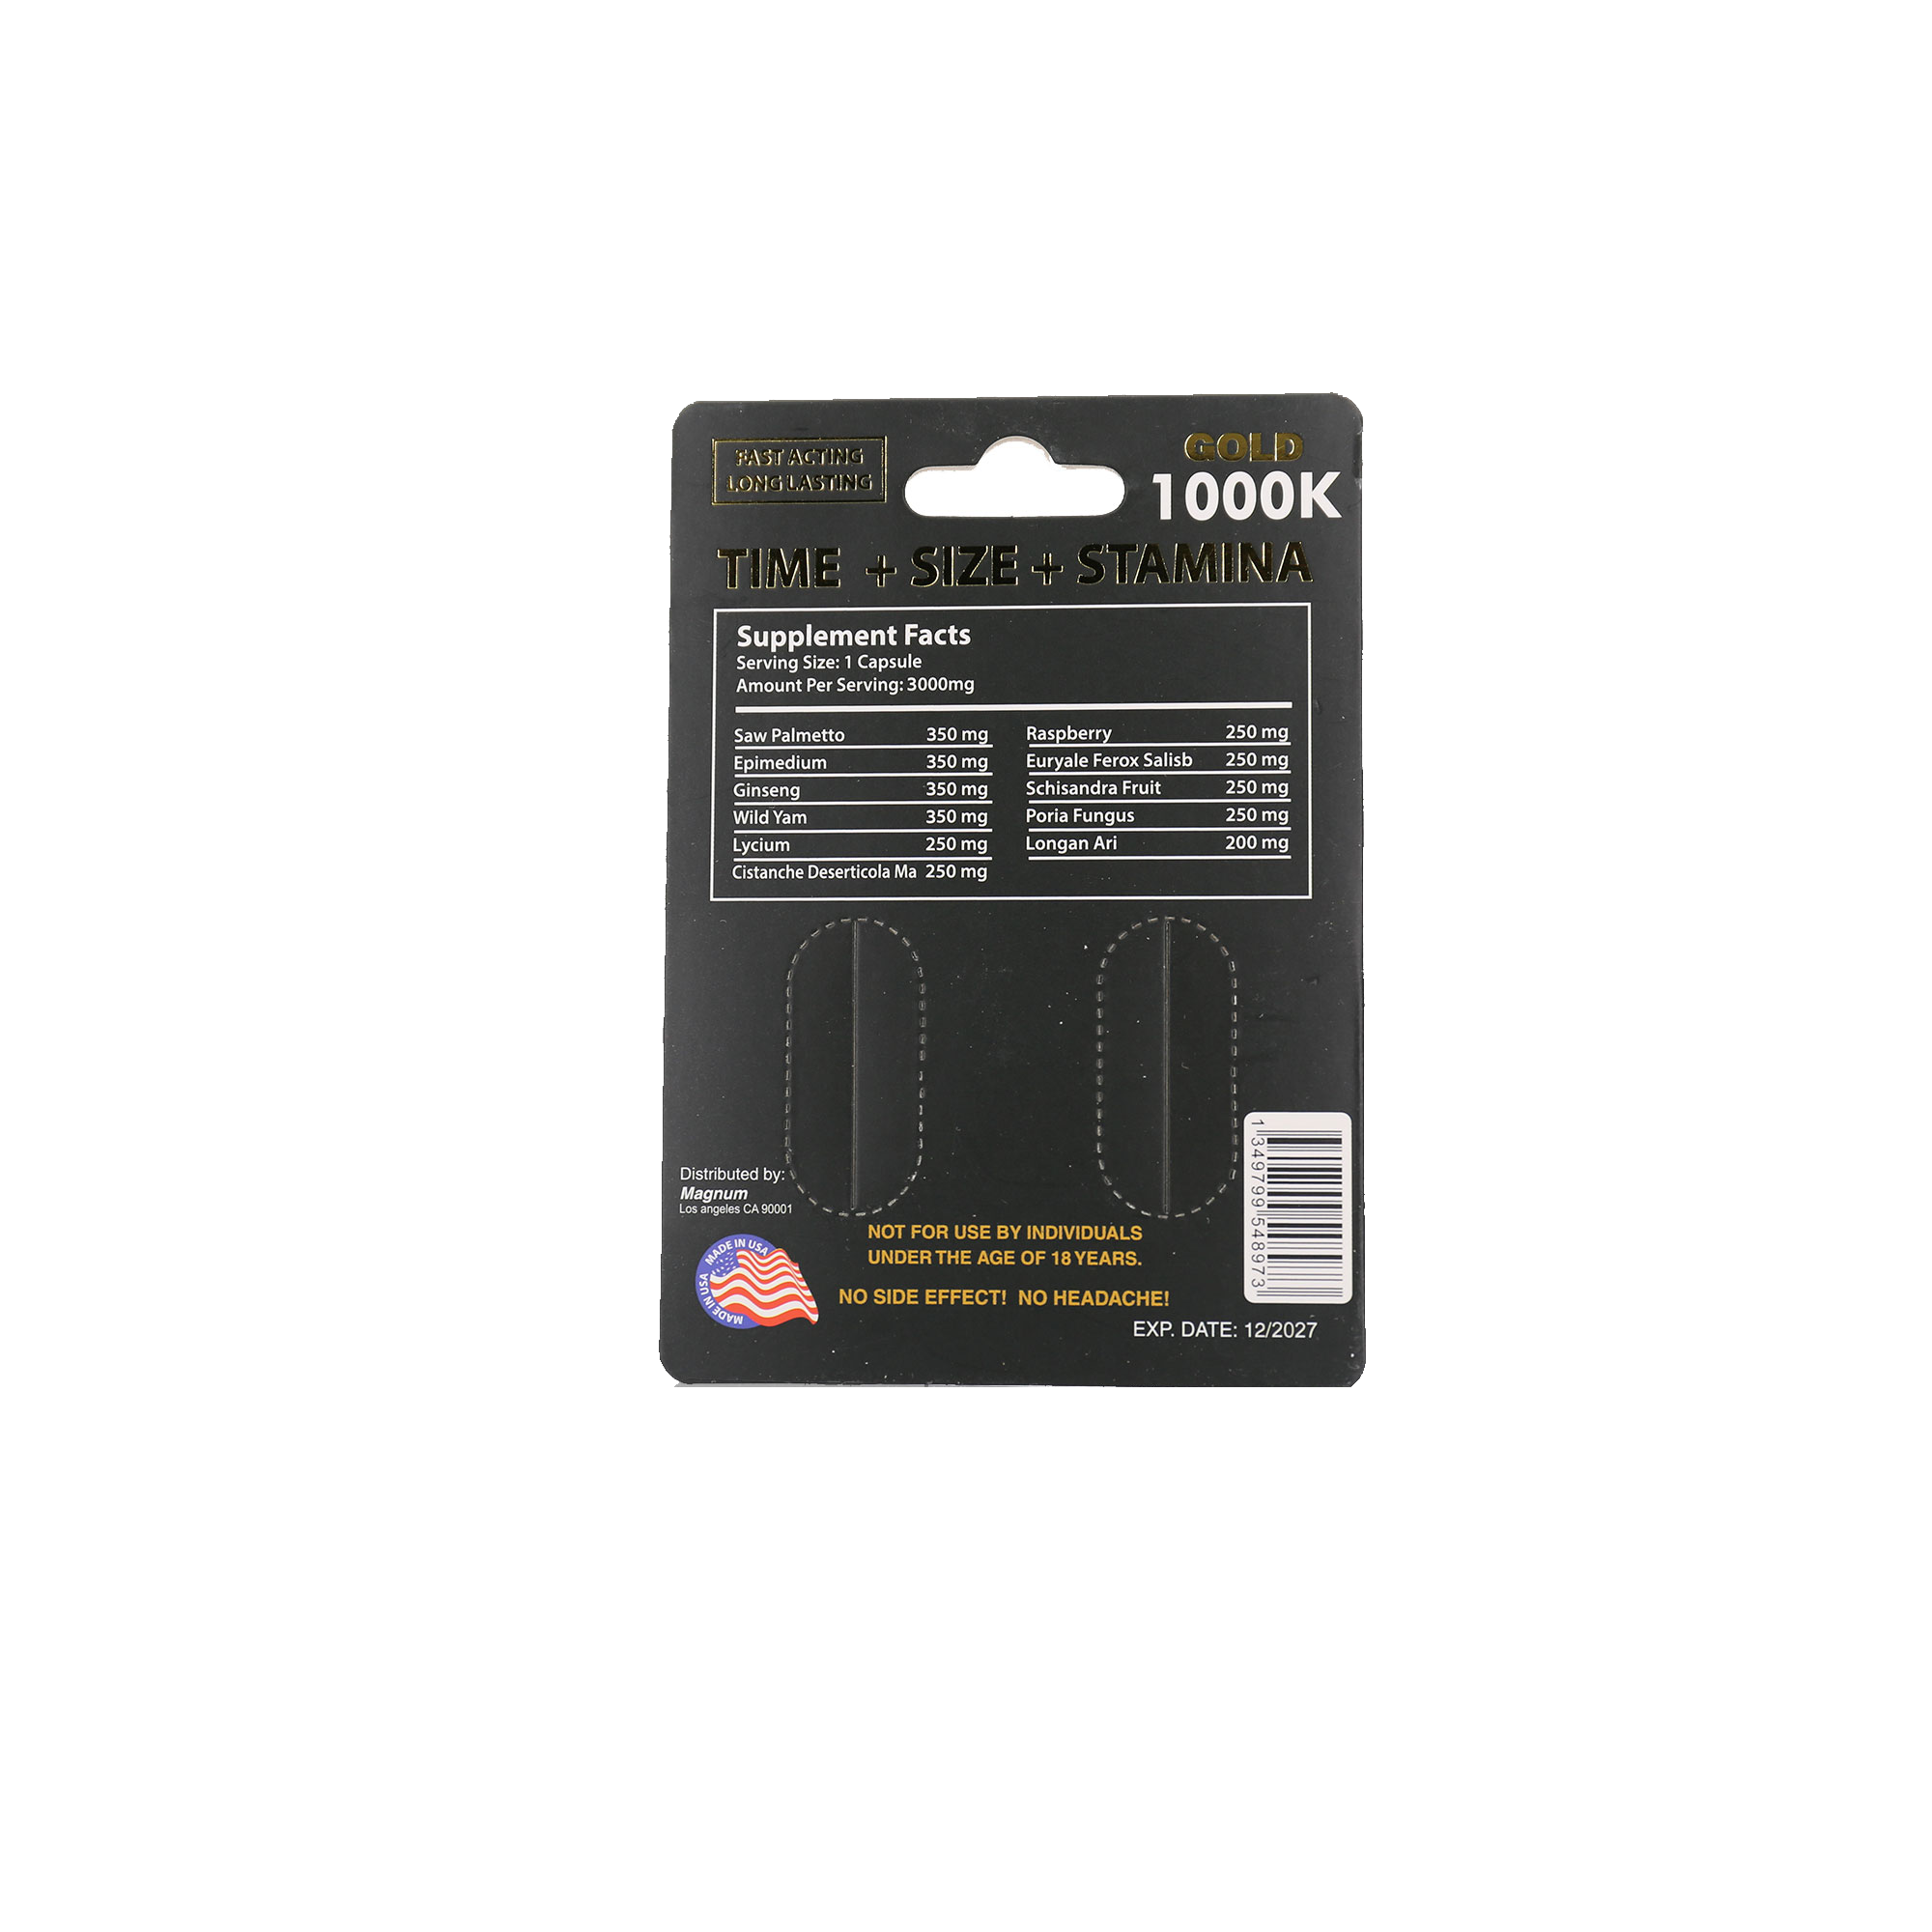 FAST ACTING
LONG LASTING
GOLD
1000K
TIME + SIZE + STAMINA
Supplement Facts
Serving Size: 1 Capsule
Amount Per Serving: 3000mg
Saw Palmetto 350 mg
Epimedium 350 mg
Ginseng 350 mg
Wild Yam 350 mg
Lycium 250 mg
Cistanche Deserticola Ma 250 mg
Raspberry 250 mg
Euryale Ferox Salisb 250 mg
Schisandra Fruit 250 mg
Poria Fungus 250 mg
Longan Ari 200 mg
Distributed by:
Magnum
Los angeles CA 90001
MADE IN USA
MADE IN USA
MADE IN USA
NOT FOR USE BY INDIVIDUALS
UNDER THE AGE OF 18 YEARS.
NO SIDE EFFECT! NO HEADACHE!
1 349799 548973
EXP. DATE: 12/2027